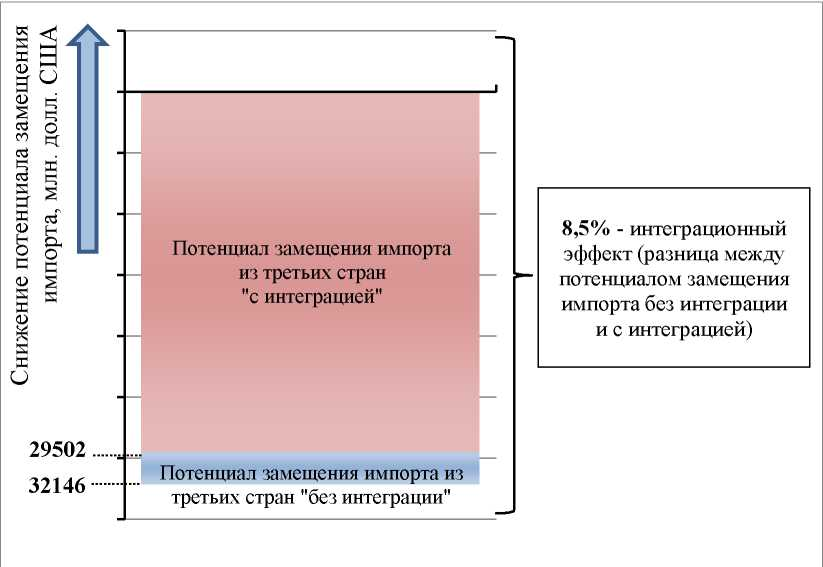 Снижение потенциала замещения
импорта, млн. долл. США
Потенциал замещения импорта
из третьих стран
"с интеграцией"
8,5% - интеграционный
эффект (разница между
потенциалом замещения
импорта без интеграции
и с интеграцией)
29502
32146
Потенциал замещения импорта из
третьих стран "без интеграции"